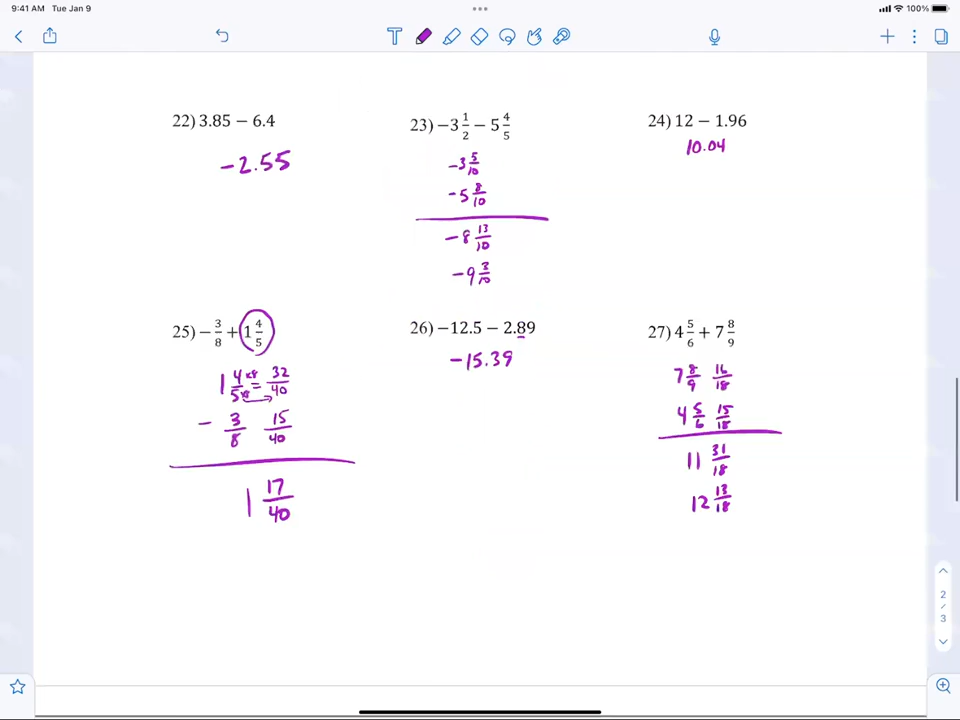 9:41 AM Tue Jan 9
100%
T
22) 3.85 − 6.4
−2.55
23) −3 1/2 − 5 4/5
−3 5/10
−5 8/10
−8 13/10
−9 3/10
24) 12 − 1.96
10.04
25) −3/8 + 1 4/5
1 4/5 ×8 ×8 = 32/40
− 3/8 15/40
1 17/40
26) −12.5 − 2.89
−15.39
27) 4 5/6 + 7 8/9
7 8/9 16/18
4 5/6 15/18
11 31/18
12 13/18
2
/
3